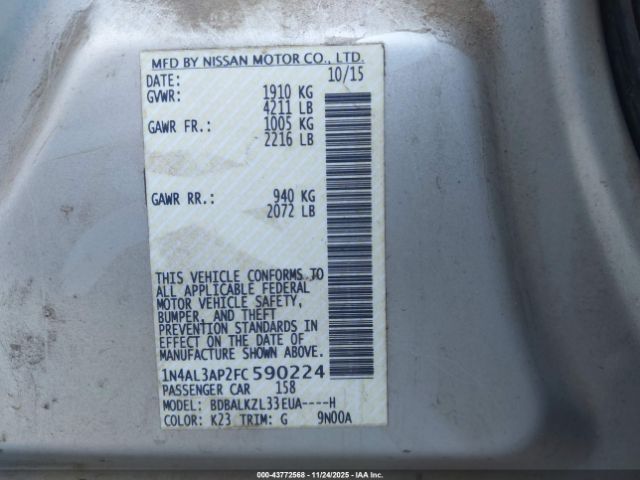 MFD BY NISSAN MOTOR CO., LTD.
DATE: 10/15
GVWR: 1910 KG
4211 LB
GAWR FR.: 1005 KG
2216 LB
GAWR RR.: 940 KG
2072 LB
THIS VEHICLE CONFORMS TO
ALL APPLICABLE FEDERAL
MOTOR VEHICLE SAFETY,
BUMPER, AND THEFT
PREVENTION STANDARDS IN
EFFECT ON THE DATE OF
MANUFACTURE SHOWN ABOVE.
1N4AL3AP2FC590224
PASSENGER CAR 158
MODEL: BDBALKZL33EUA----H
COLOR: K23 TRIM: G 9N00A
000-43772568 - 11/24/2025 - IAA Inc.